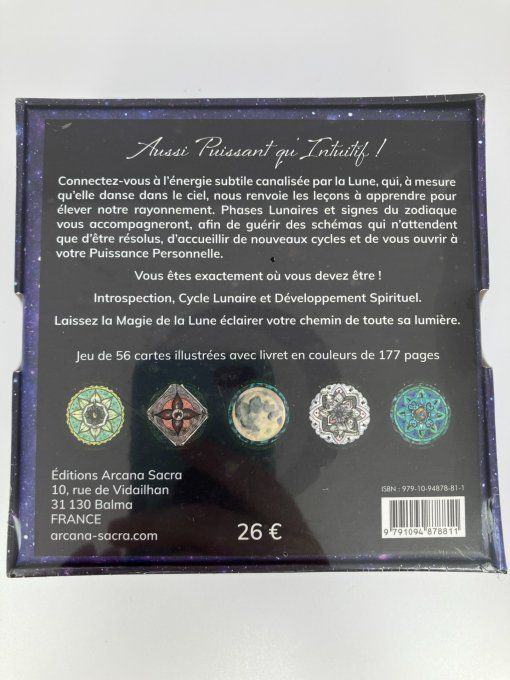 Aussi Puissant qu'Intuitif !
Connectez-vous à l'énergie subtile canalisée par la Lune, qui, à mesure
qu'elle danse dans le ciel, nous renvoie les leçons à apprendre pour
élever notre rayonnement. Phases Lunaires et signes du zodiaque
vous accompagneront, afin de guérir des schémas qui n'attendent
que d'être résolus, d'accueillir de nouveaux cycles et de vous ouvrir à
votre Puissance Personnelle.
Vous êtes exactement où vous devez être !
Introspection, Cycle Lunaire et Développement Spirituel.
Laissez la Magie de la Lune éclairer votre chemin de toute sa lumière.
Jeu de 56 cartes illustrées avec livret en couleurs de 177 pages
Éditions Arcana Sacra
10, rue de Vidailhan
31 130 Balma
FRANCE
arcana-sacra.com
26 €
ISBN : 979-10-94878-81-1
9 791094 878811